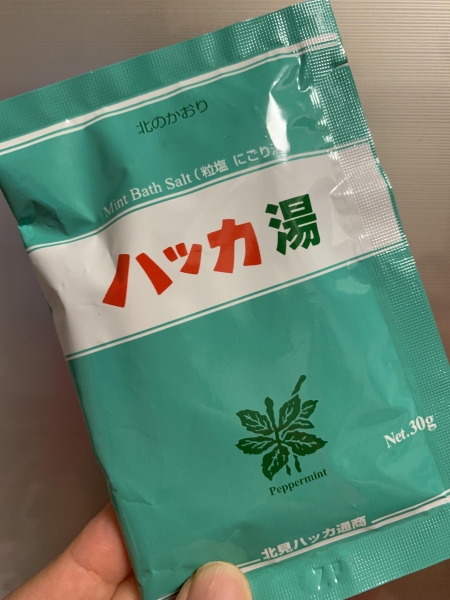 北のかおり
Mint Bath Salt (粒塩 にごり湯)
ハッカ湯
Peppermint
Net.30g
北見ハッカ通商